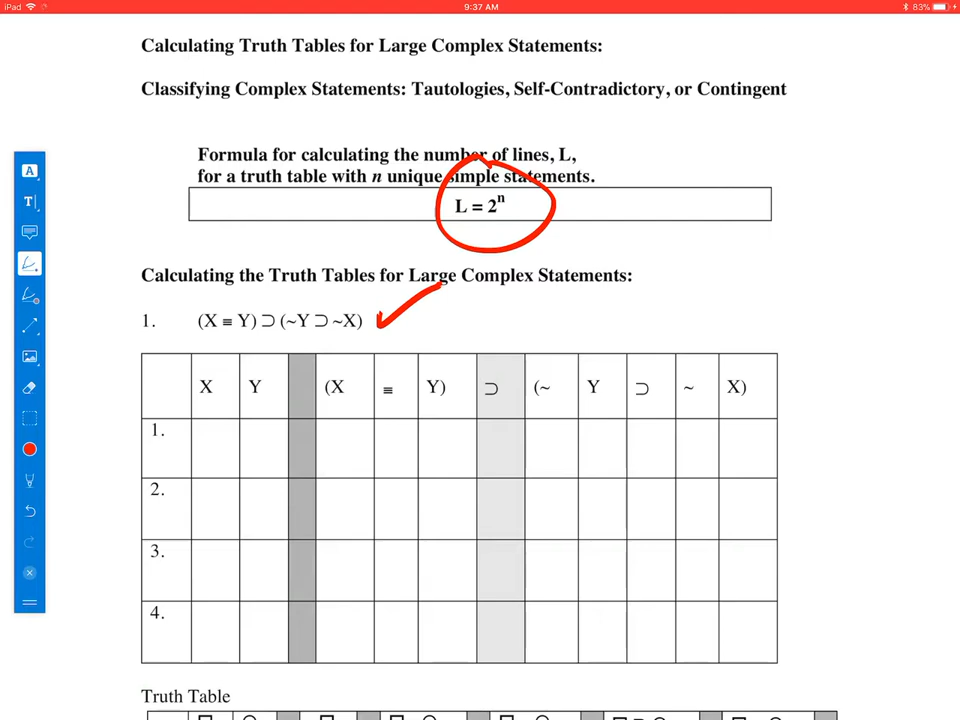 iPad 9:37 AM 83%
Calculating Truth Tables for Large Complex Statements:
Classifying Complex Statements: Tautologies, Self-Contradictory, or Contingent
Formula for calculating the number of lines, L,
for a truth table with n unique simple statements.
L = 2ⁿ
Calculating the Truth Tables for Large Complex Statements:
1. (X ≡ Y) ⊃ (~Y ⊃ ~X)
X Y (X ≡ Y) ⊃ (~ Y ⊃ ~ X)
1.
2.
3.
4.
Truth Table